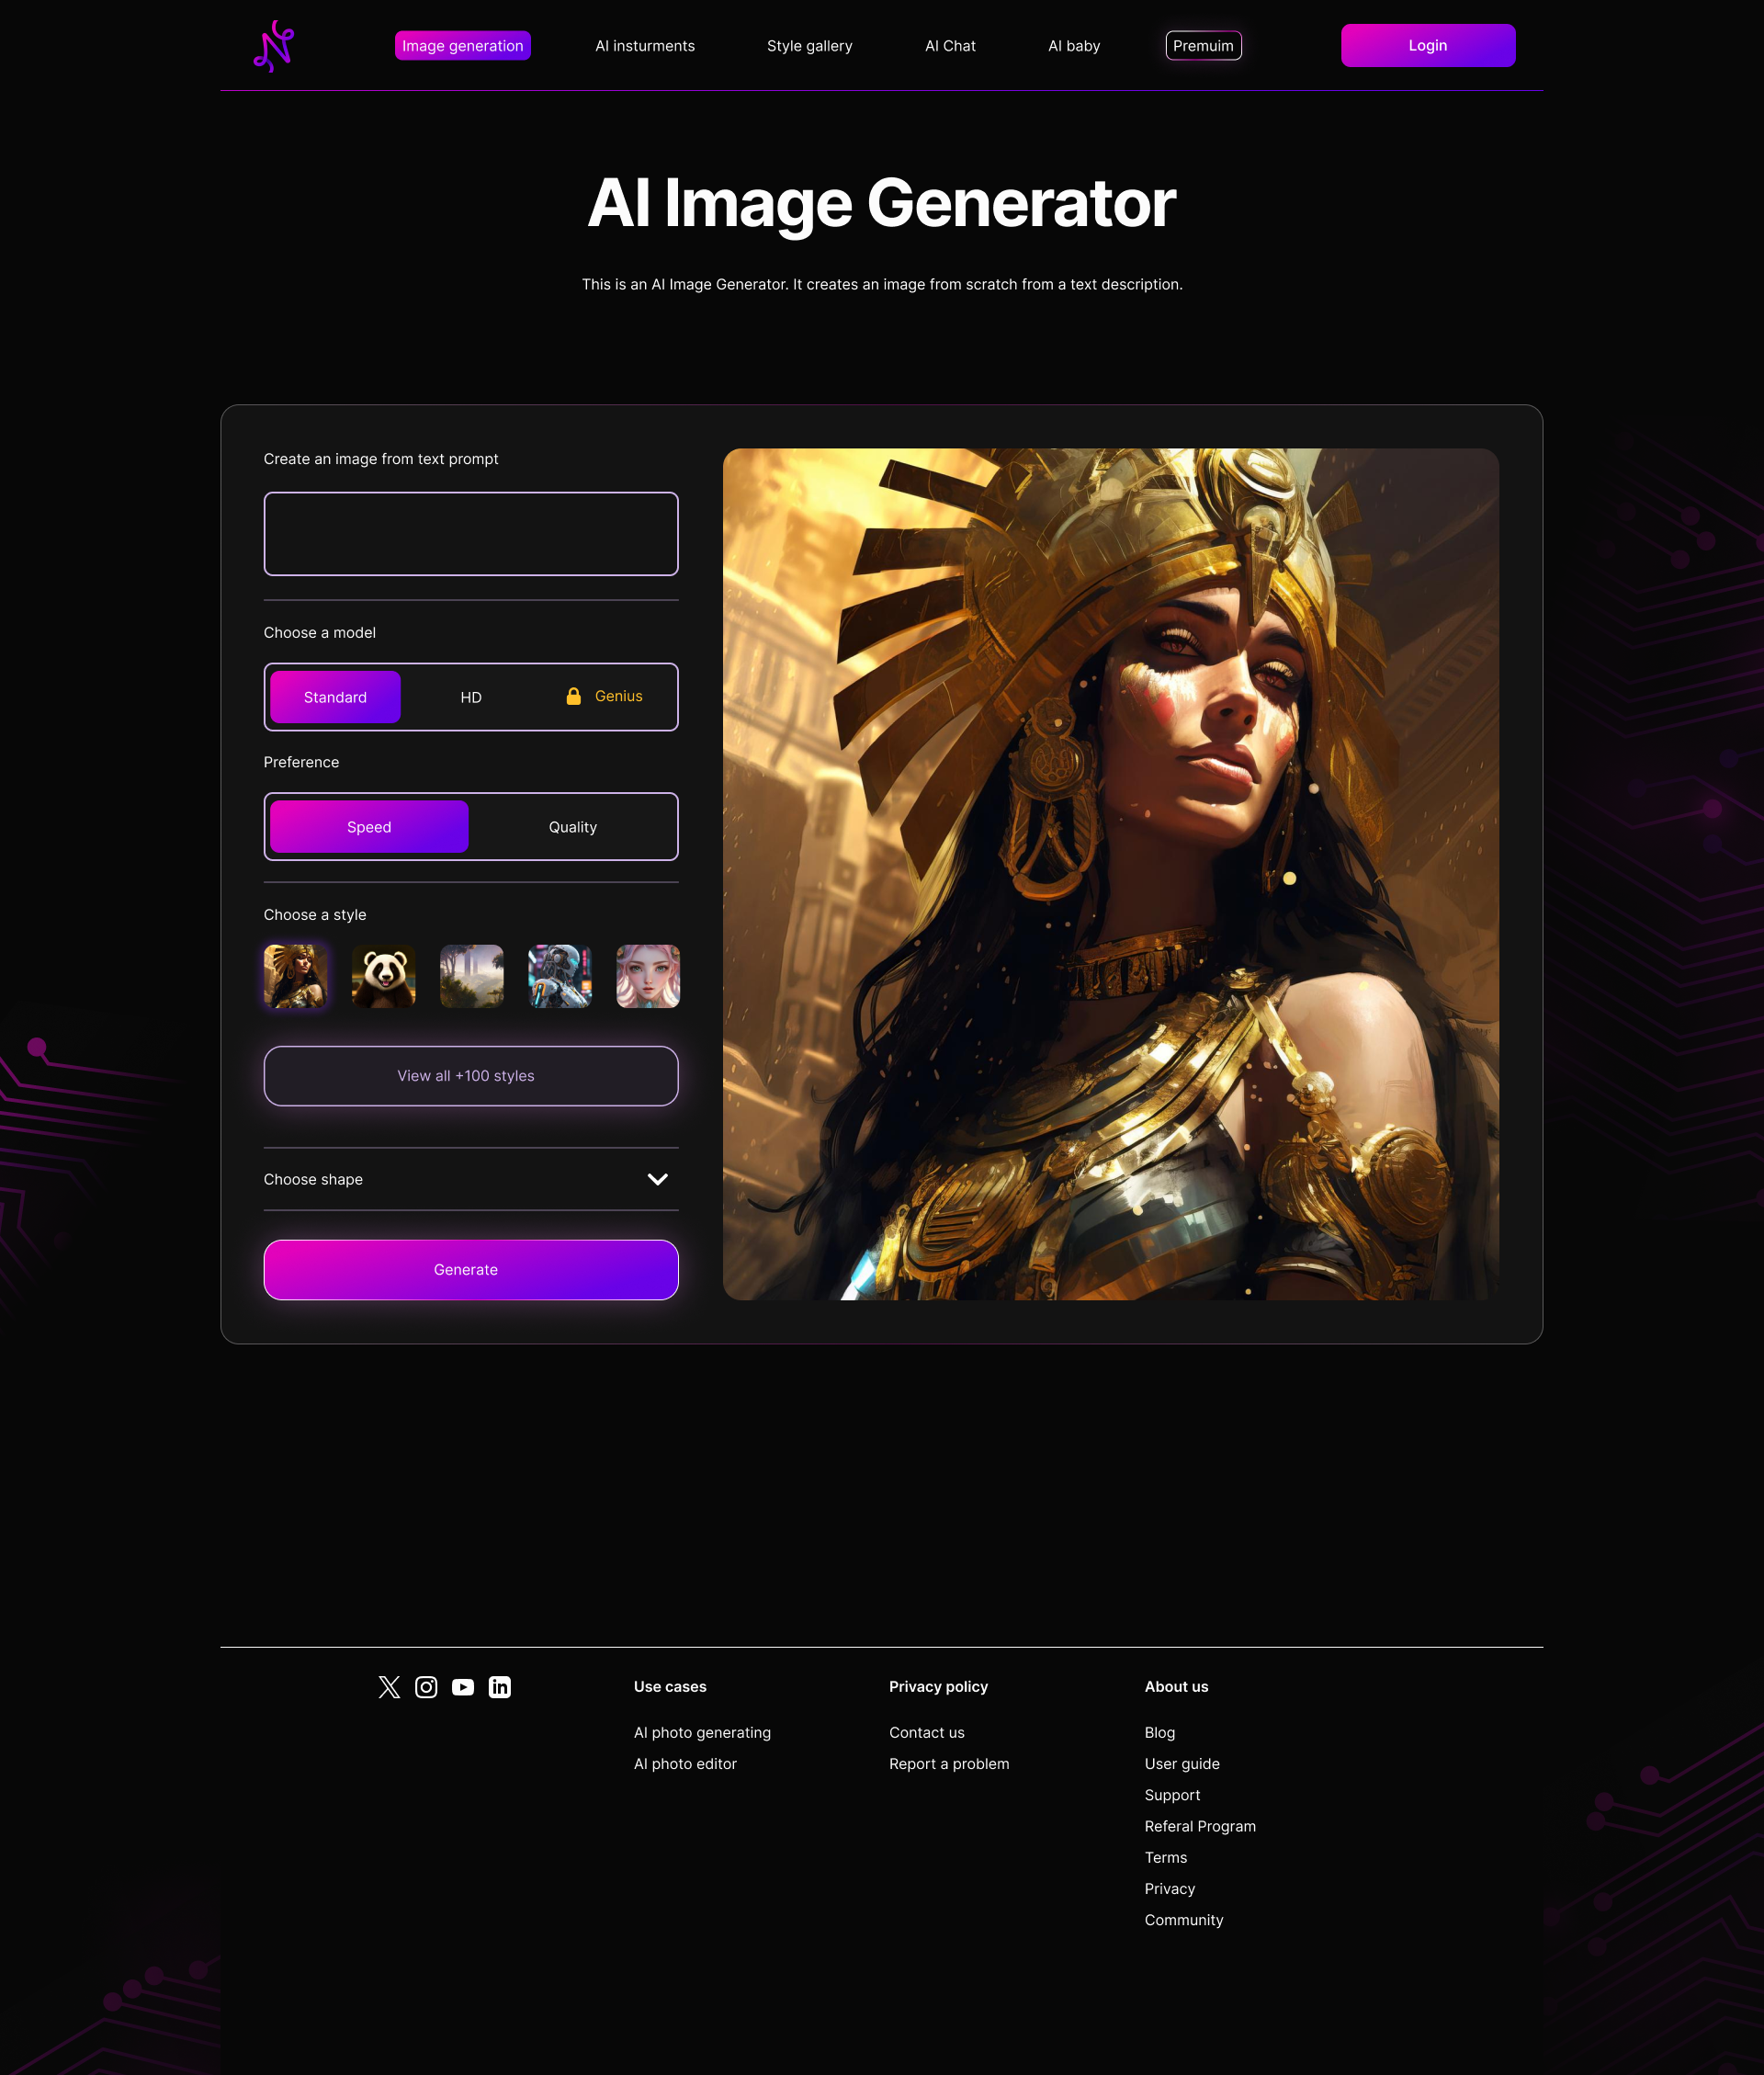 Image generation
AI insturments
Style gallery
AI Chat
AI baby
Premuim
Login
AI Image Generator
This is an AI Image Generator. It creates an image from scratch from a text description.
Create an image from text prompt
Choose a model
Standard
HD
Genius
Preference
Speed
Quality
Choose a style
View all +100 styles
Choose shape
Generate
Use cases
AI photo generating
AI photo editor
Privacy policy
Contact us
Report a problem
About us
Blog
User guide
Support
Referal Program
Terms
Privacy
Community